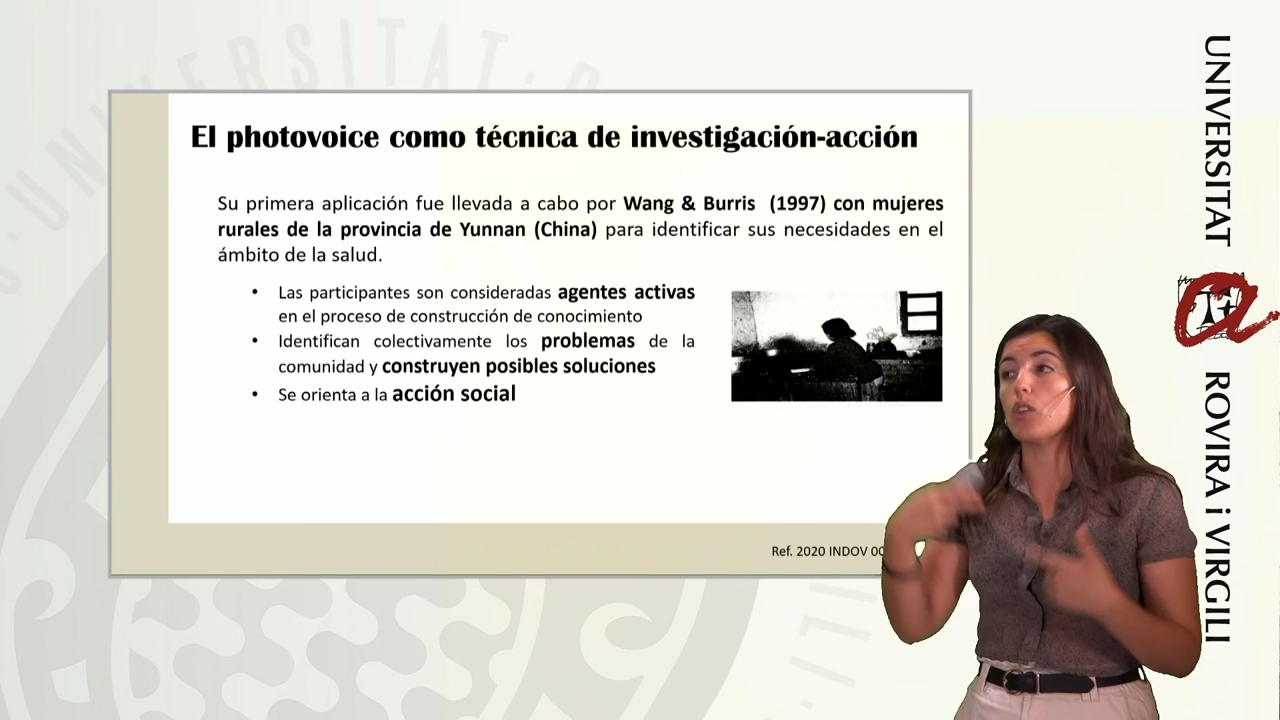 El photovoice como técnica de investigación-acción
Su primera aplicación fue llevada a cabo por Wang & Burris (1997) con mujeres
rurales de la provincia de Yunnan (China) para identificar sus necesidades en el
ámbito de la salud.
• Las participantes son consideradas agentes activas
en el proceso de construcción de conocimiento
• Identifican colectivamente los problemas de la
comunidad y construyen posibles soluciones
• Se orienta a la acción social
Ref. 2020 INDOV
UNIVERSITAT
ROVIRA i VIRGILI